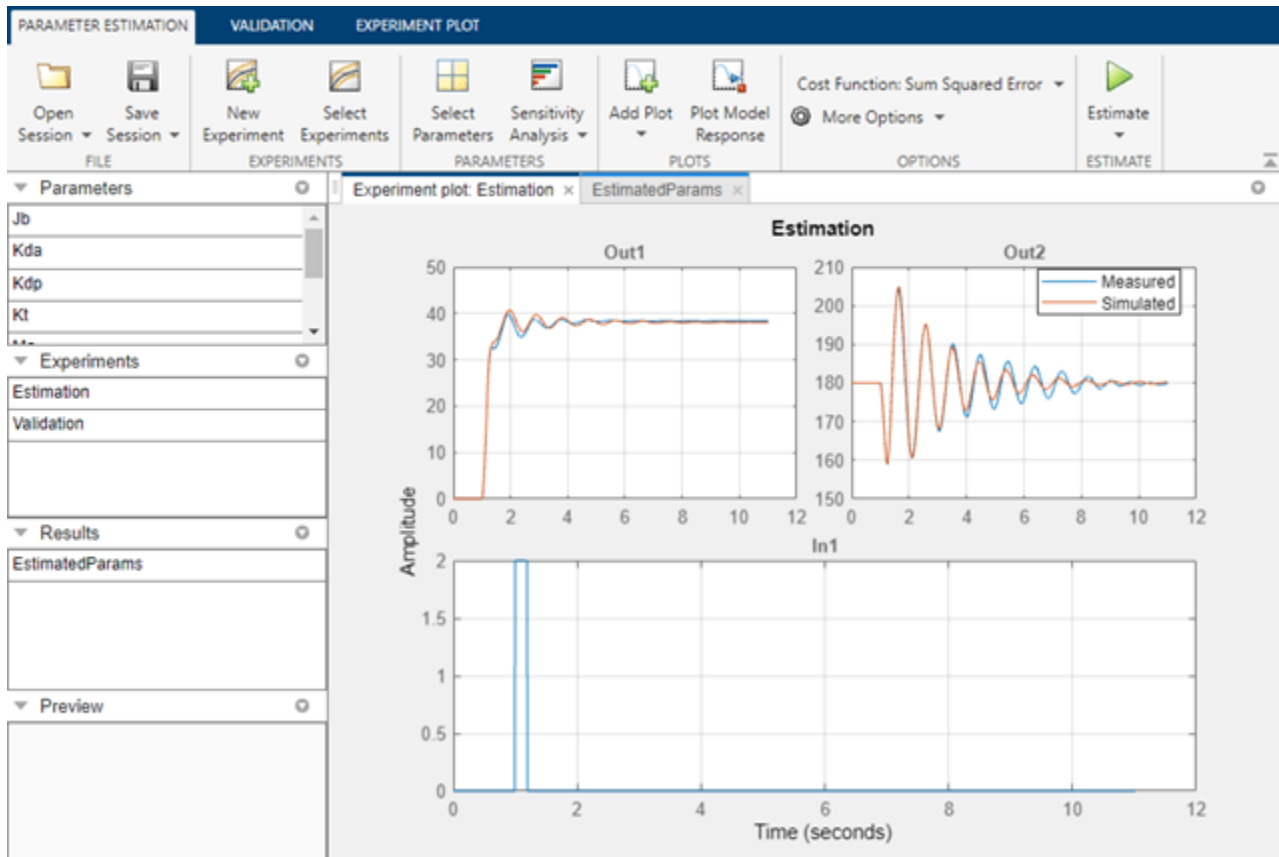 PARAMETER ESTIMATION VALIDATION EXPERIMENT PLOT
Open Session
Save Session
New Experiment
Select Experiments
Select Parameters
Sensitivity Analysis
Add Plot
Plot Model Response
Cost Function: Sum Squared Error
More Options
Estimate
FILE EXPERIMENTS PARAMETERS PLOTS OPTIONS ESTIMATE
Parameters
Jb
Kda
Kdp
Kt
Experiments
Estimation
Validation
Results
EstimatedParams
Preview
Experiment plot: Estimation × EstimatedParams ×
Estimation
Out1
50
40
30
20
10
0
0 2 4 6 8 10 12
Out2
Measured
Simulated
210
200
190
180
170
160
150
0 2 4 6 8 10 12
Amplitude
In1
2
1.5
1
0.5
0
0 2 4 6 8 10 12
Time (seconds)